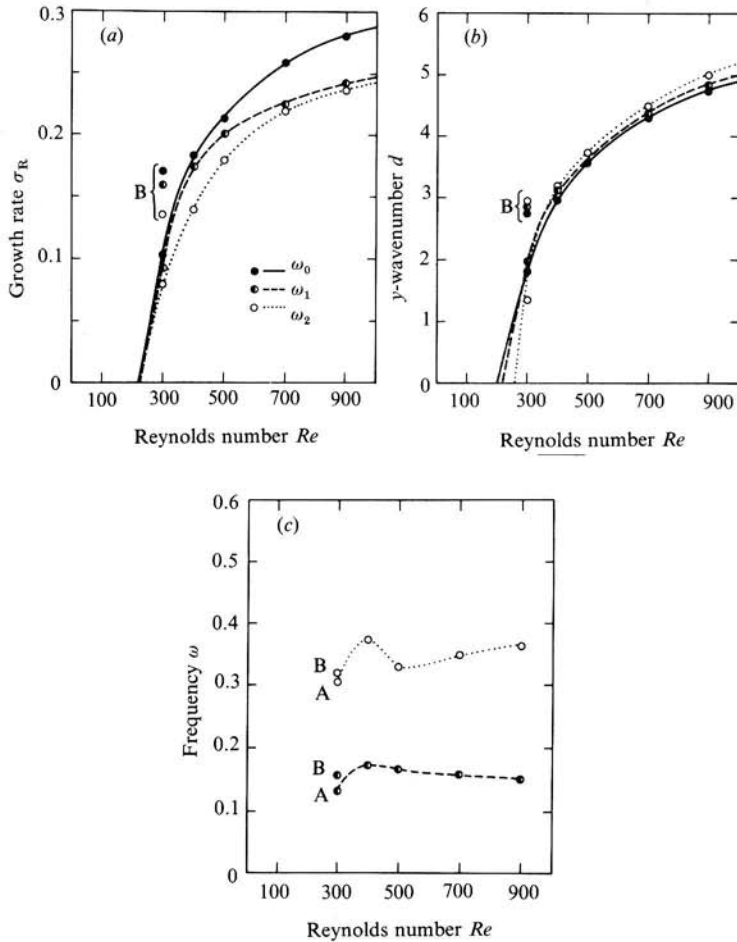 (a)
0.3
0.2
0.1
0
Growth rate σR
B
ω0
ω1
ω2
100 300 500 700 900
Reynolds number Re
(b)
6
5
4
3
2
1
0
y-wavenumber d
B
100 300 500 700 900
Reynolds number Re
(c)
0.6
0.5
0.4
0.3
0.2
0.1
0
Frequency ω
B
A
B
A
100 300 500 700 900
Reynolds number Re